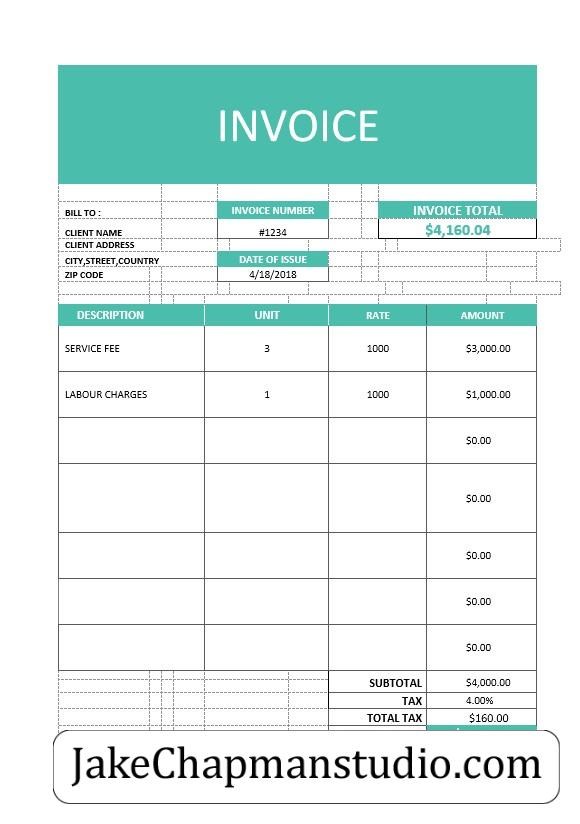 INVOICE
BILL TO :
INVOICE NUMBER
INVOICE TOTAL
CLIENT NAME
#1234
$4,160.04
CLIENT ADDRESS
CITY,STREET,COUNTRY
DATE OF ISSUE
ZIP CODE
4/18/2018
DESCRIPTION UNIT RATE AMOUNT
SERVICE FEE 3 1000 $3,000.00
LABOUR CHARGES 1 1000 $1,000.00
$0.00
$0.00
$0.00
$0.00
$0.00
SUBTOTAL $4,000.00
TAX 4.00%
TOTAL TAX $160.00
JakeChapmanstudio.com